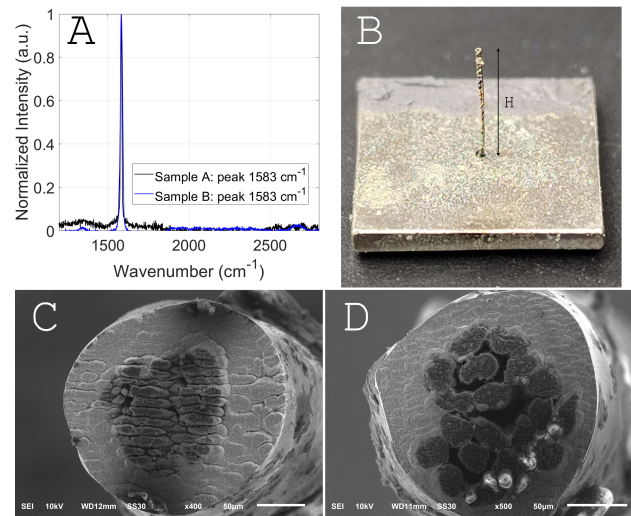 A
1
0.8
0.6
0.4
0.2
0
Normalized Intensity (a.u.)
Sample A: peak 1583 cm-1
Sample B: peak 1583 cm-1
1500
2000
2500
Wavenumber (cm-1)
B
H
C
SEI 10kV WD12mm SS30 x400 50µm
D
SEI 10kV WD11mm SS30 x500 50µm